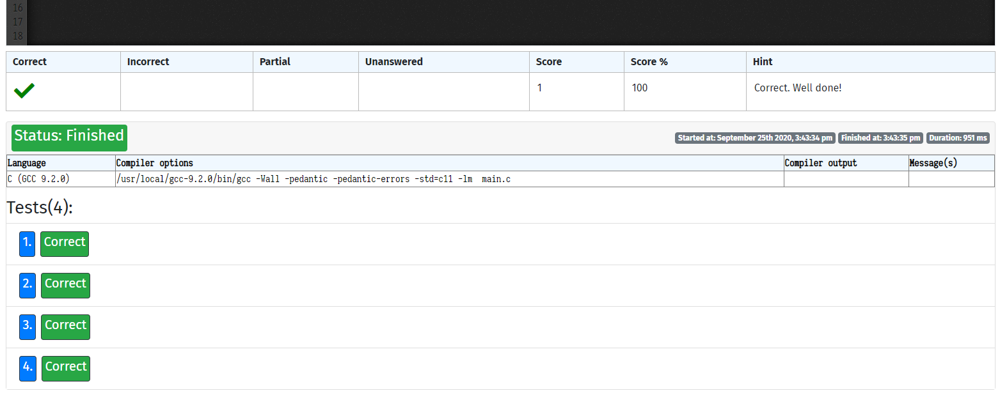 16
17
18
Correct Incorrect Partial Unanswered Score Score % Hint
1 100 Correct. Well done!
Status: Finished Started at: September 25th 2020, 3:43:34 pm Finished at: 3:43:35 pm Duration: 951 ms
Language Compiler options Compiler output Message(s)
C (GCC 9.2.0) /usr/local/gcc-9.2.0/bin/gcc -Wall -pedantic -pedantic-errors -std=c11 -lm main.c
Tests(4):
1. Correct
2. Correct
3. Correct
4. Correct